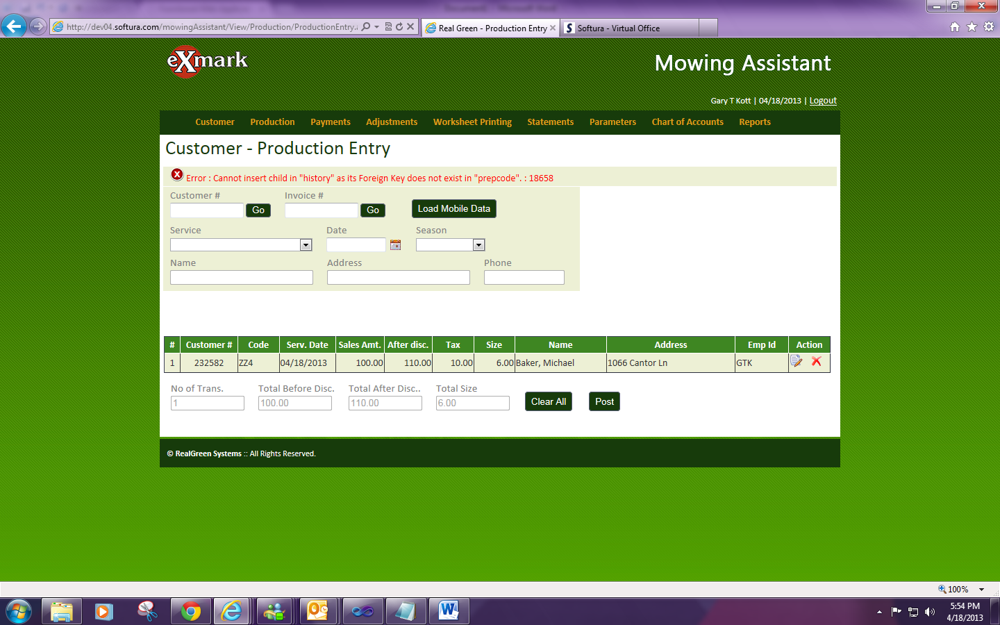 http://dev04.softura.com/mowingAssistant/View/Production/ProductionEntry.
Real Green - Production Entry
Softura - Virtual Office
eXmark
Mowing Assistant
Gary T Kott | 04/18/2013 | Logout
Customer Production Payments Adjustments Worksheet Printing Statements Parameters Chart of Accounts Reports
Customer - Production Entry
Error : Cannot insert child in "history" as its Foreign Key does not exist in "prepcode". : 18658
Customer # Invoice #
Go Go Load Mobile Data
Service Date Season
Name Address Phone
# Customer # Code Serv. Date Sales Amt. After disc. Tax Size Name Address Emp Id Action
1 232582 ZZ4 04/18/2013 100.00 110.00 10.00 6.00 Baker, Michael 1066 Cantor Ln GTK
No of Trans. Total Before Disc. Total After Disc.. Total Size
1 100.00 110.00 6.00 Clear All Post
© RealGreen Systems :: All Rights Reserved.
100%
5:54 PM
4/18/2013